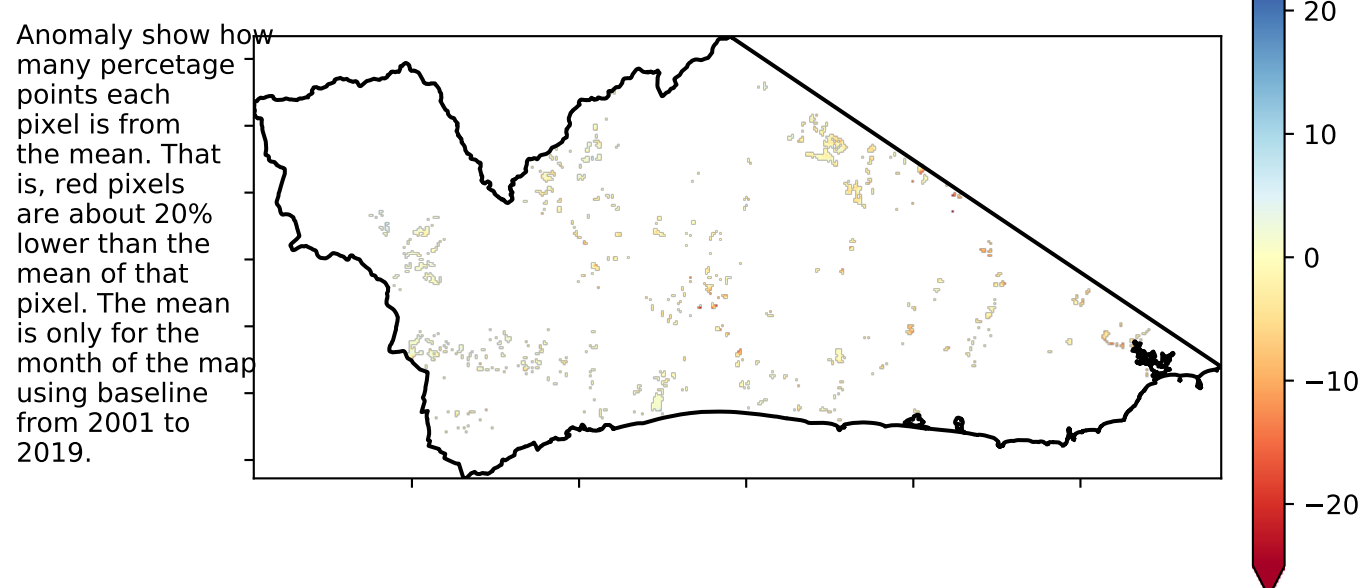 Anomaly show how
many percetage
points each
pixel is from
the mean. That
is, red pixels
are about 20%
lower than the
mean of that
pixel. The mean
is only for the
month of the map
using baseline
from 2001 to
2019.
20
10
0
−10
−20